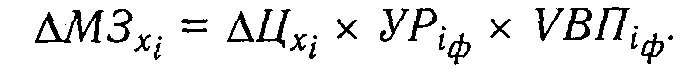 ΔМЗ_{x_i} = ΔЦ_{x_i} × УР_{i_ф} × VВП_{i_ф}.